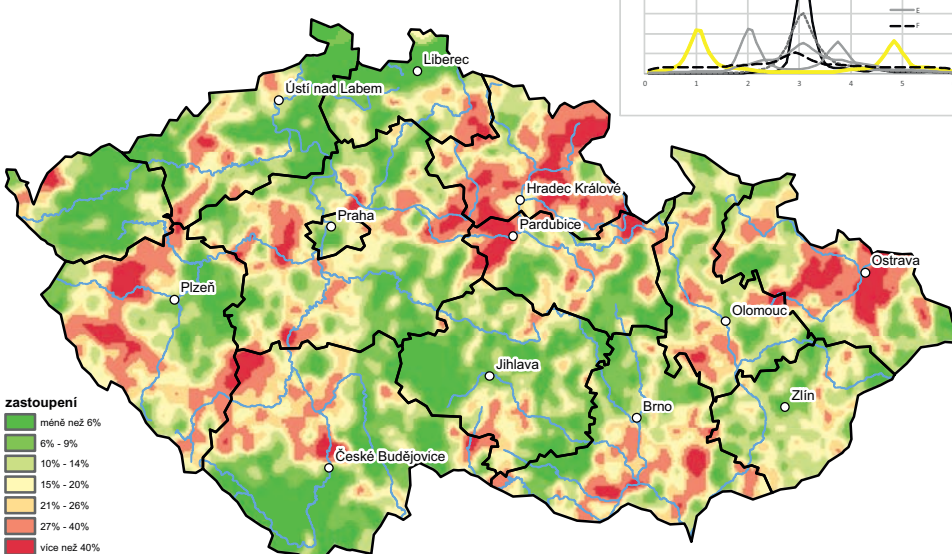 E
F
0 1 2 3 4 5
Liberec
Ústí nad Labem
Hradec Králové
Praha
Pardubice
Ostrava
Plzeň
Olomouc
Jihlava
Zlín
Brno
České Budějovice
zastoupení
méně než 6%
6% - 9%
10% - 14%
15% - 20%
21% - 26%
27% - 40%
více než 40%